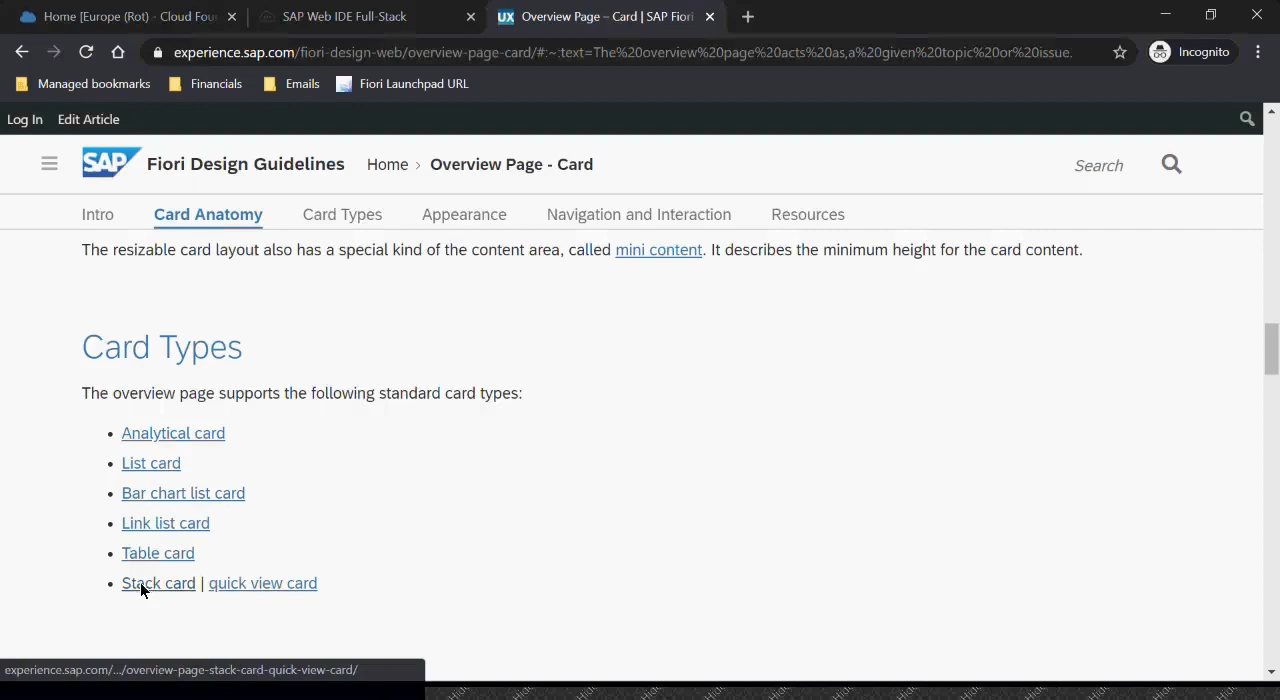 Home [Europe (Rot) - Cloud Fou
SAP Web IDE Full-Stack
UX Overview Page – Card | SAP Fiori
experience.sap.com/fiori-design-web/overview-page-card/#:~:text=The%20overview%20page%20acts%20as,a%20given%20topic%20or%20issue.
Incognito
Managed bookmarks
Financials
Emails
Fiori Launchpad URL
Log In
Edit Article
SAP Fiori Design Guidelines
Home > Overview Page - Card
Search
Intro
Card Anatomy
Card Types
Appearance
Navigation and Interaction
Resources
The resizable card layout also has a special kind of the content area, called mini content. It describes the minimum height for the card content.
Card Types
The overview page supports the following standard card types:
• Analytical card
• List card
• Bar chart list card
• Link list card
• Table card
• Stack card | quick view card
experience.sap.com/.../overview-page-stack-card-quick-view-card/